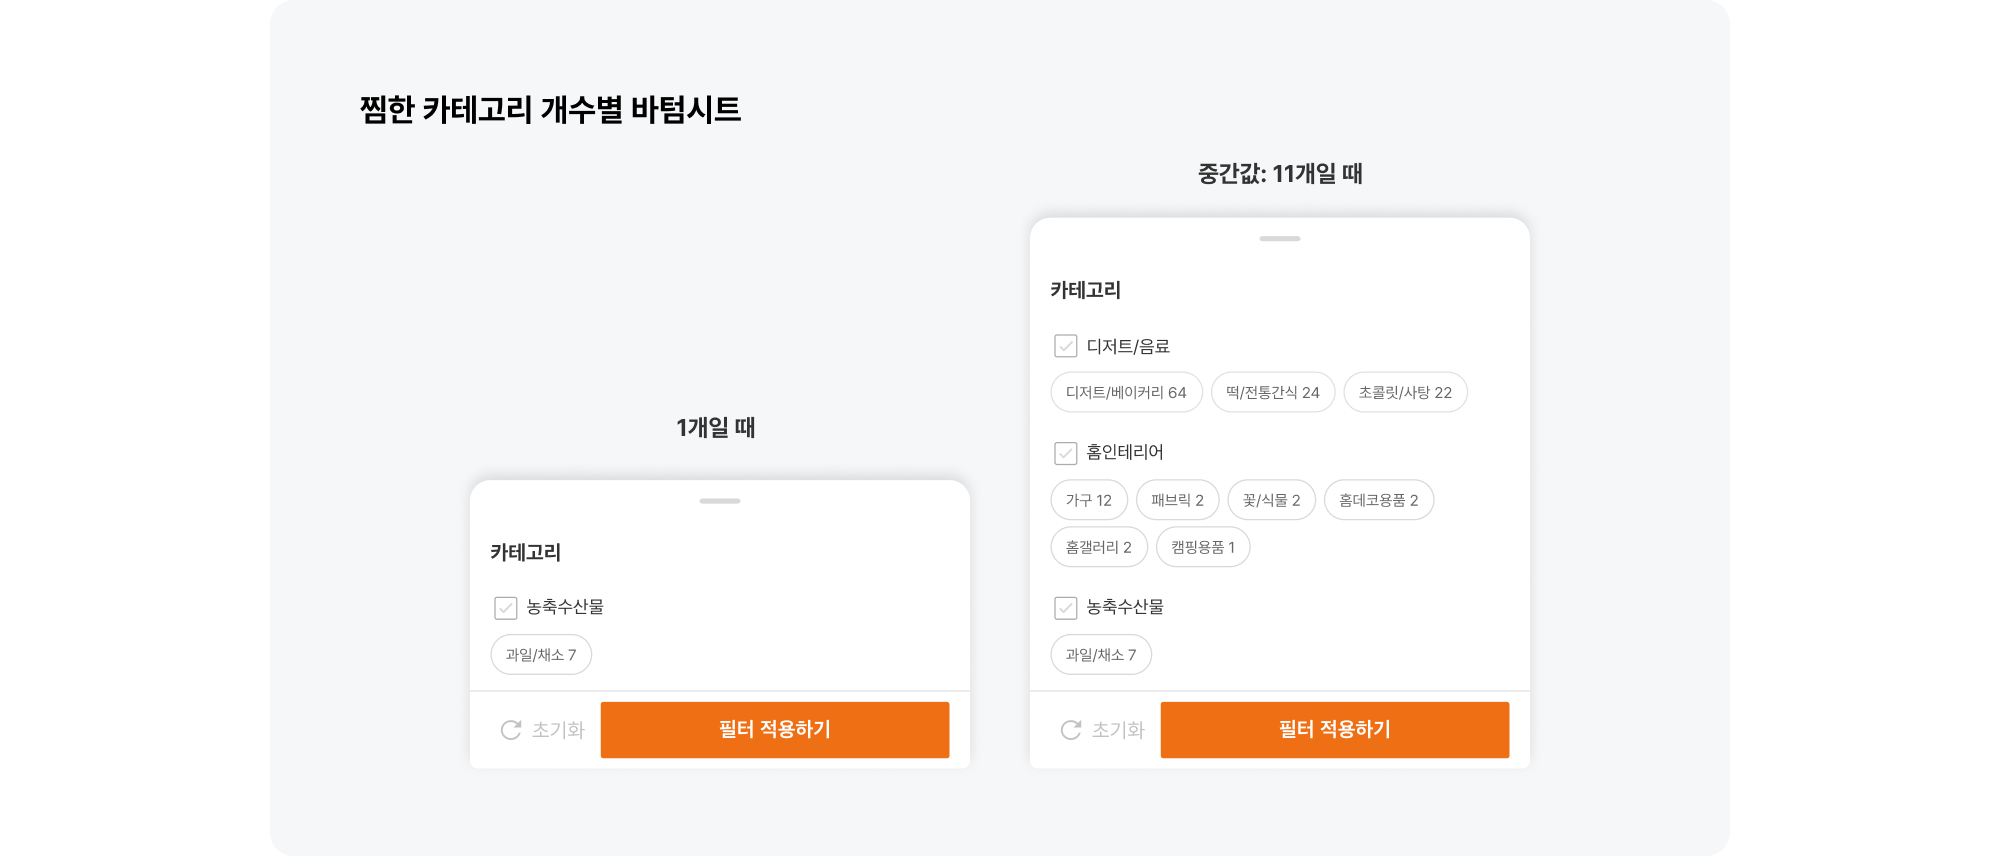 찜한 카테고리 개수별 바텀시트
1개일 때
카테고리
농축수산물
과일/채소 7
초기화 필터 적용하기
중간값: 11개일 때
카테고리
디저트/음료
디저트/베이커리 64 떡/전통간식 24 초콜릿/사탕 22
홈인테리어
가구 12 패브릭 2 꽃/식물 2 홈데코용품 2
홈갤러리 2 캠핑용품 1
농축수산물
과일/채소 7
초기화 필터 적용하기